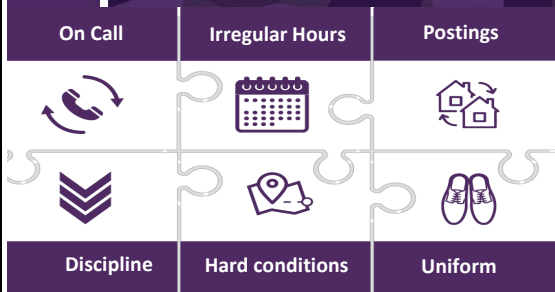 On Call
Irregular Hours
Postings
Discipline
Hard conditions
Uniform